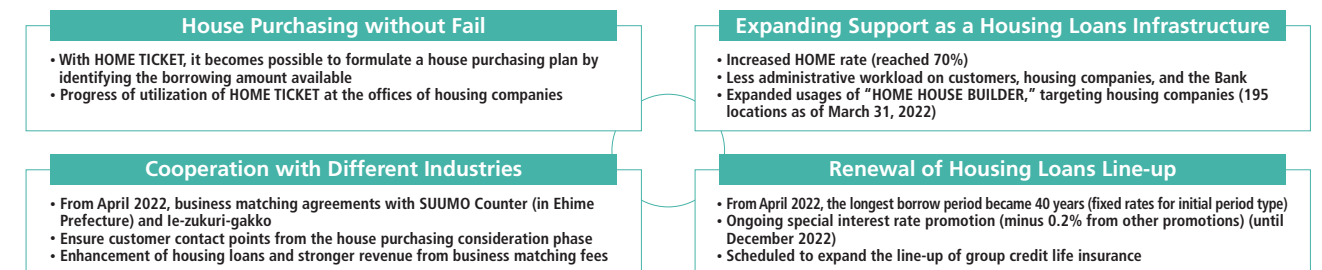 House Purchasing without Fail
• With HOME TICKET, it becomes possible to formulate a house purchasing plan by
identifying the borrowing amount available
• Progress of utilization of HOME TICKET at the offices of housing companies
Expanding Support as a Housing Loans Infrastructure
• Increased HOME rate (reached 70%)
• Less administrative workload on customers, housing companies, and the Bank
• Expanded usages of “HOME HOUSE BUILDER,” targeting housing companies (195
locations as of March 31, 2022)
Cooperation with Different Industries
• From April 2022, business matching agreements with SUUMO Counter (in Ehime
Prefecture) and Ie-zukuri-gakko
• Ensure customer contact points from the house purchasing consideration phase
• Enhancement of housing loans and stronger revenue from business matching fees
Renewal of Housing Loans Line-up
• From April 2022, the longest borrow period became 40 years (fixed rates for initial period type)
• Ongoing special interest rate promotion (minus 0.2% from other promotions) (until
December 2022)
• Scheduled to expand the line-up of group credit life insurance